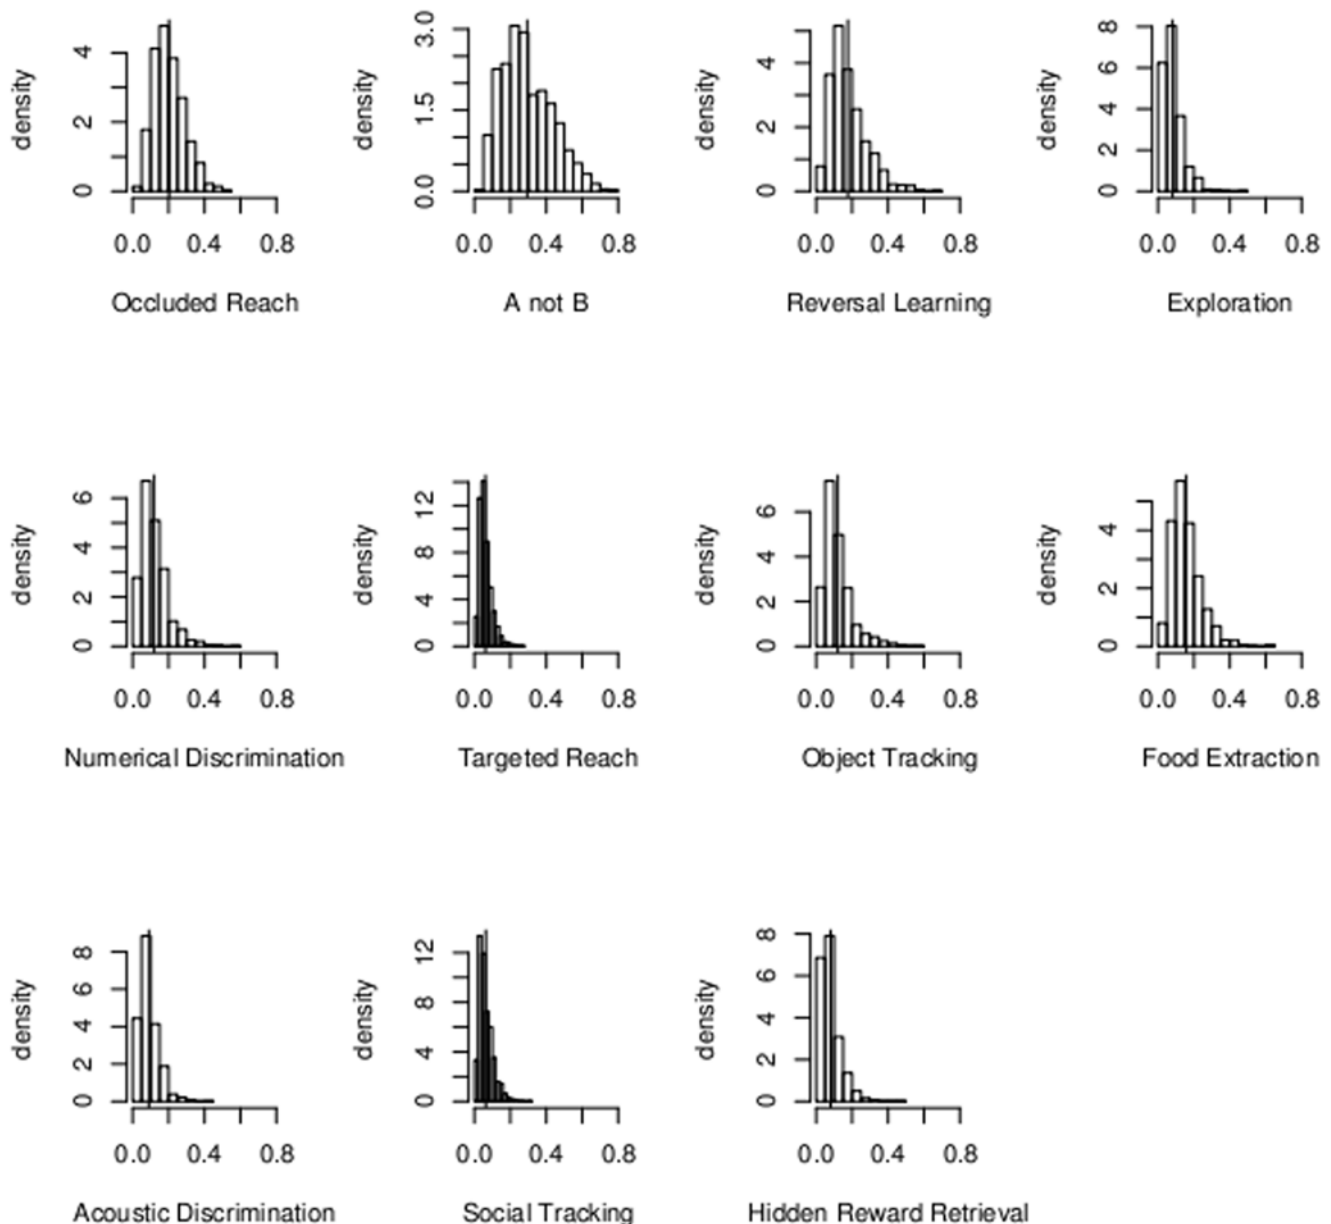 density
0 2 4
0.0 0.4 0.8
Occluded Reach
density
0.0 1.5 3.0
0.0 0.4 0.8
A not B
density
0 2 4
0.0 0.4 0.8
Reversal Learning
density
0 2 4 6 8
0.0 0.4 0.8
Exploration
density
0 2 4 6
0.0 0.4 0.8
Numerical Discrimination
density
0 4 8 12
0.0 0.4 0.8
Targeted Reach
density
0 2 4 6
0.0 0.4 0.8
Object Tracking
density
0 2 4
0.0 0.4 0.8
Food Extraction
density
0 2 4 6 8
0.0 0.4 0.8
Acoustic Discrimination
density
0 4 8 12
0.0 0.4 0.8
Social Tracking
density
0 2 4 6 8
0.0 0.4 0.8
Hidden Reward Retrieval